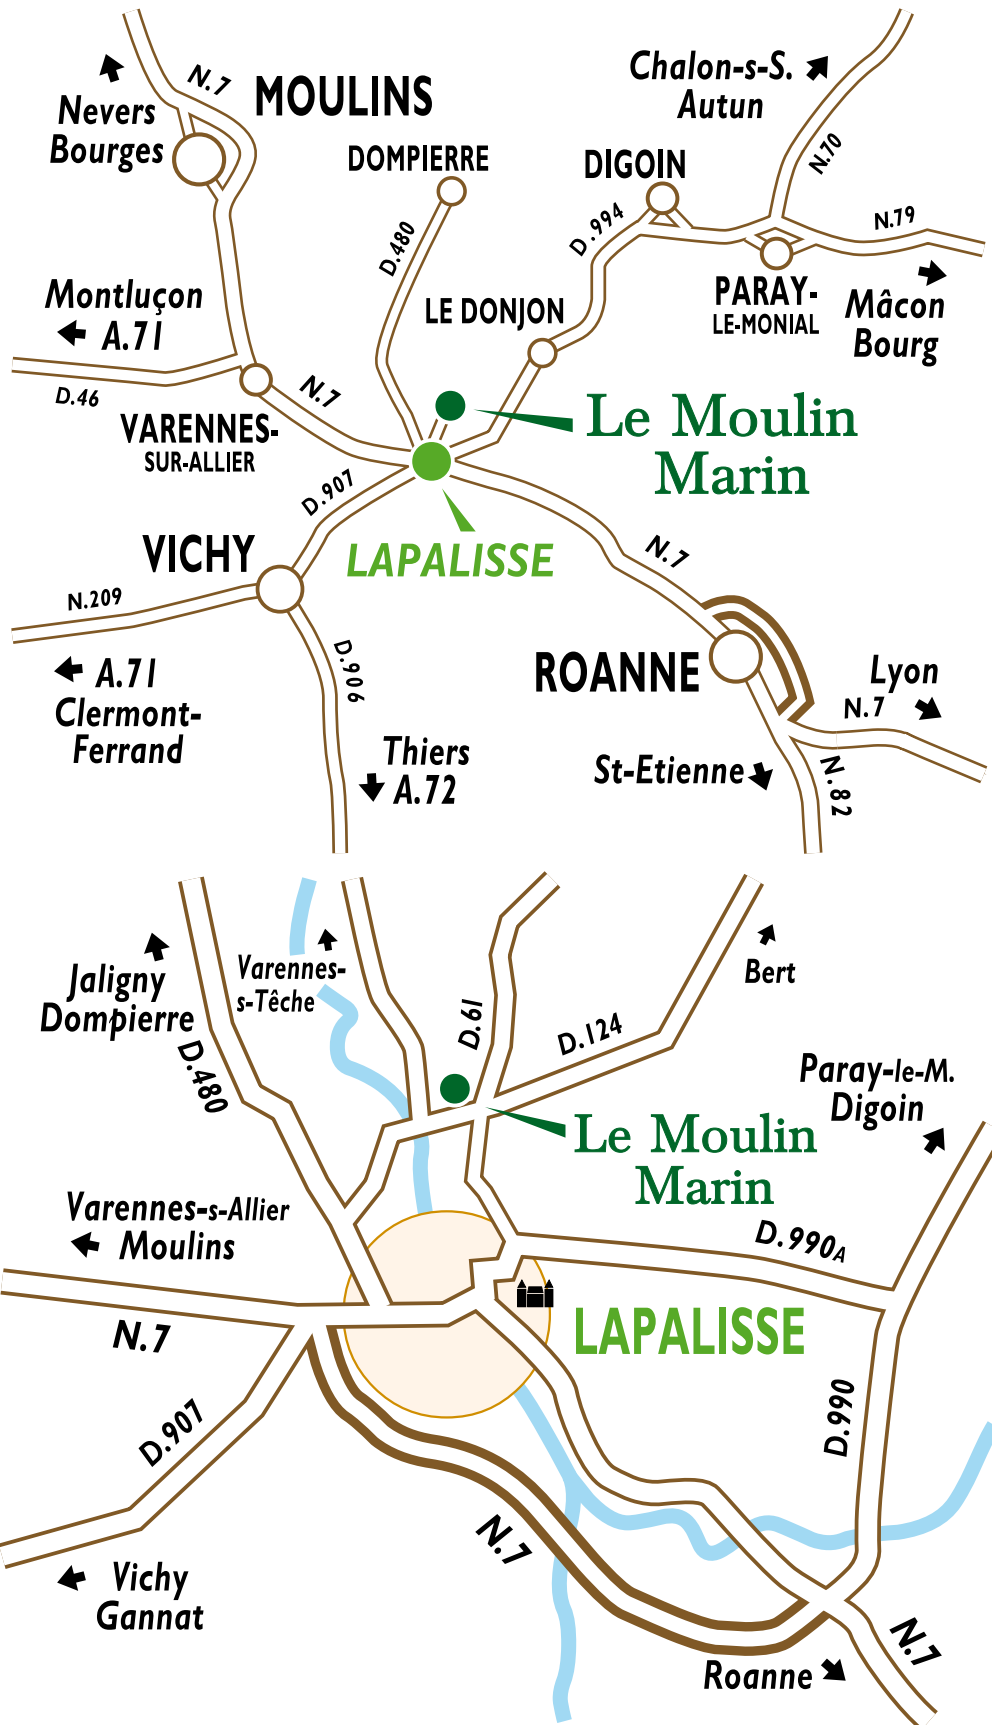 N.7
MOULINS
Nevers
Bourges
Chalon-s-S.
Autun
DOMPIERRE
DIGOIN
N.70
D.480
D.994
N.79
Montluçon
A.71
D.46
LE DONJON
PARAY-
LE-MONIAL
Mâcon
Bourg
N.7
VARENNES-
SUR-ALLIER
Le Moulin
Marin
D.907
LAPALISSE
VICHY
N.7
N.209
D.906
A.71
Clermont-
Ferrand
ROANNE
Lyon
N.7
Thiers
A.72
St-Etienne
N.82
Jaligny
Dompierre
Varennes-
s-Têche
D.61
Bert
D.480
D.124
Paray-le-M.
Digoin
Le Moulin
Marin
Varennes-s-Allier
Moulins
D.990A
N.7
LAPALISSE
D.907
D.990
N.7
Vichy
Gannat
N.7
Roanne